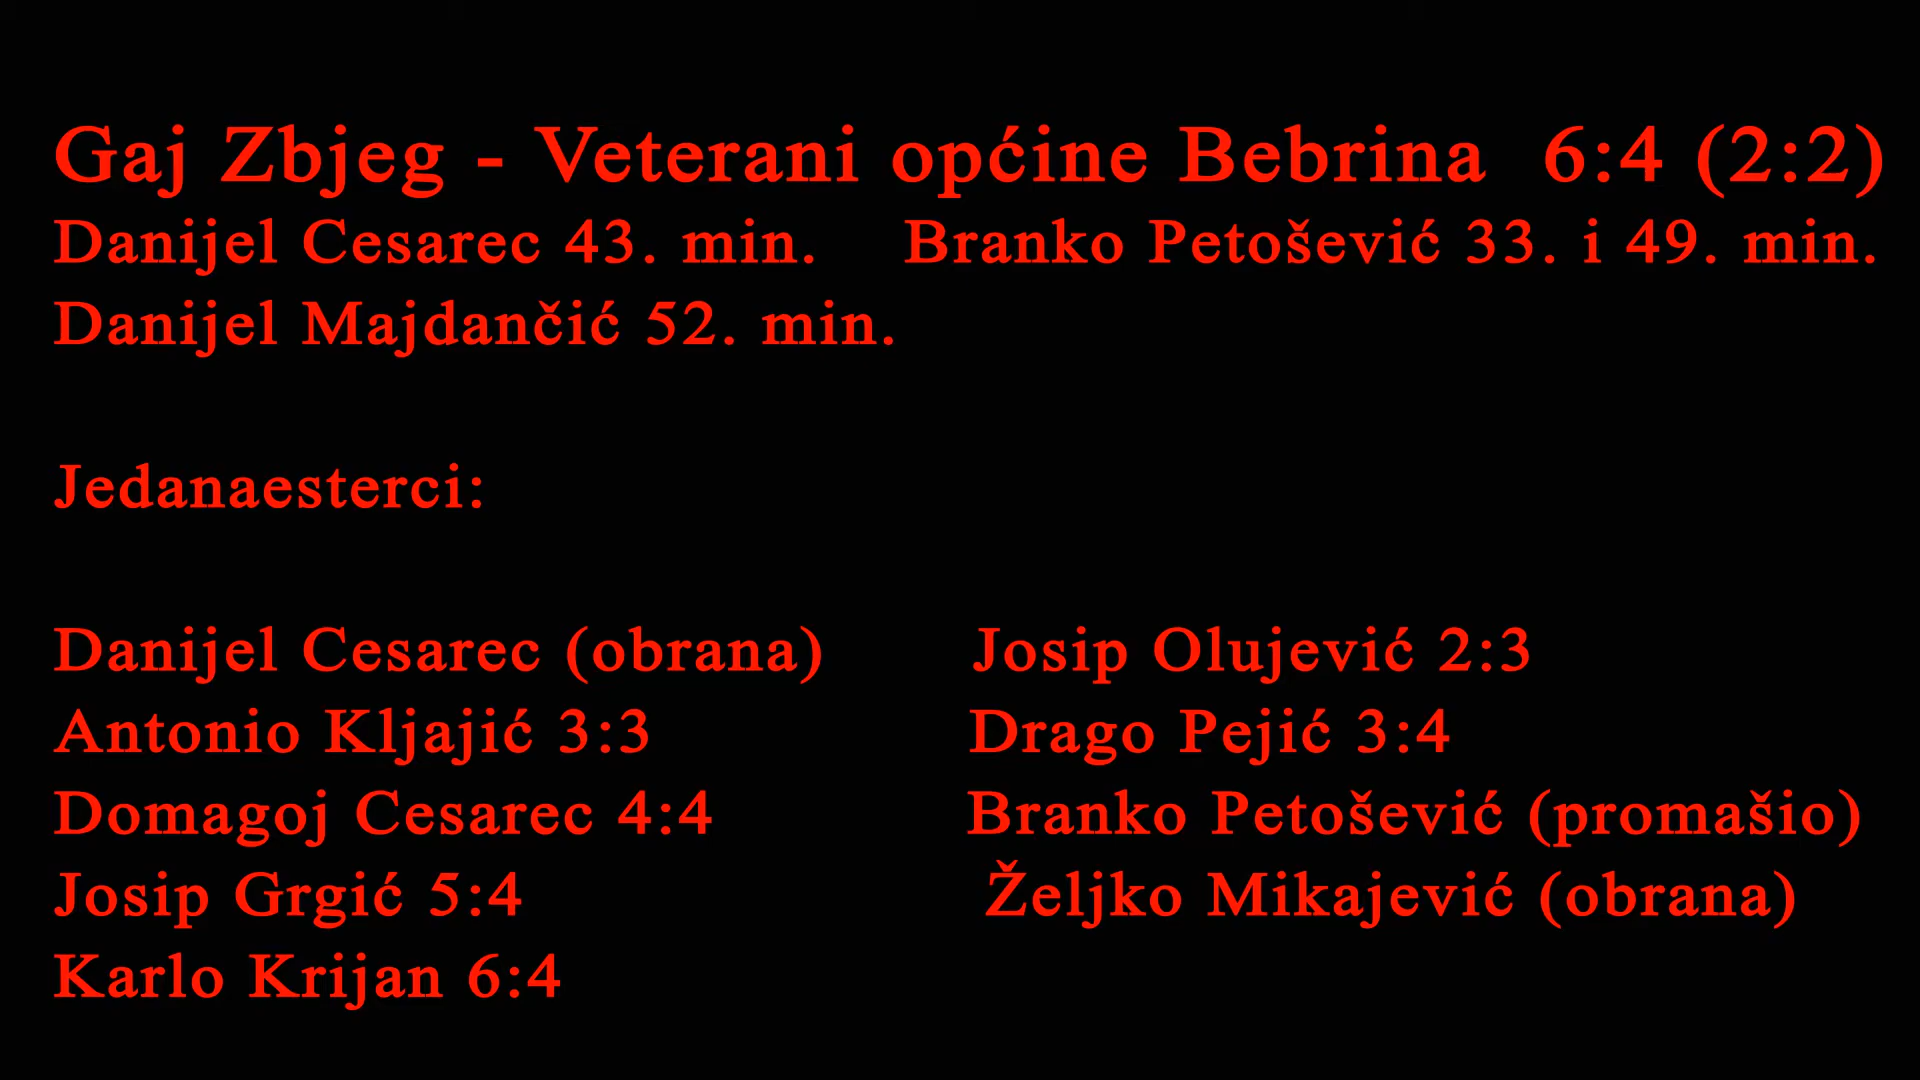 Gaj Zbjeg - Veterani općine Bebrina 6:4 (2:2)
Danijel Cesarec 43. min. Branko Petošević 33. i 49. min.
Danijel Majdančić 52. min.
Jedanaesterci:
Danijel Cesarec (obrana) Josip Olujević 2:3
Antonio Kljajić 3:3 Drago Pejić 3:4
Domagoj Cesarec 4:4 Branko Petošević (promašio)
Josip Grgić 5:4 Željko Mikajević (obrana)
Karlo Krijan 6:4